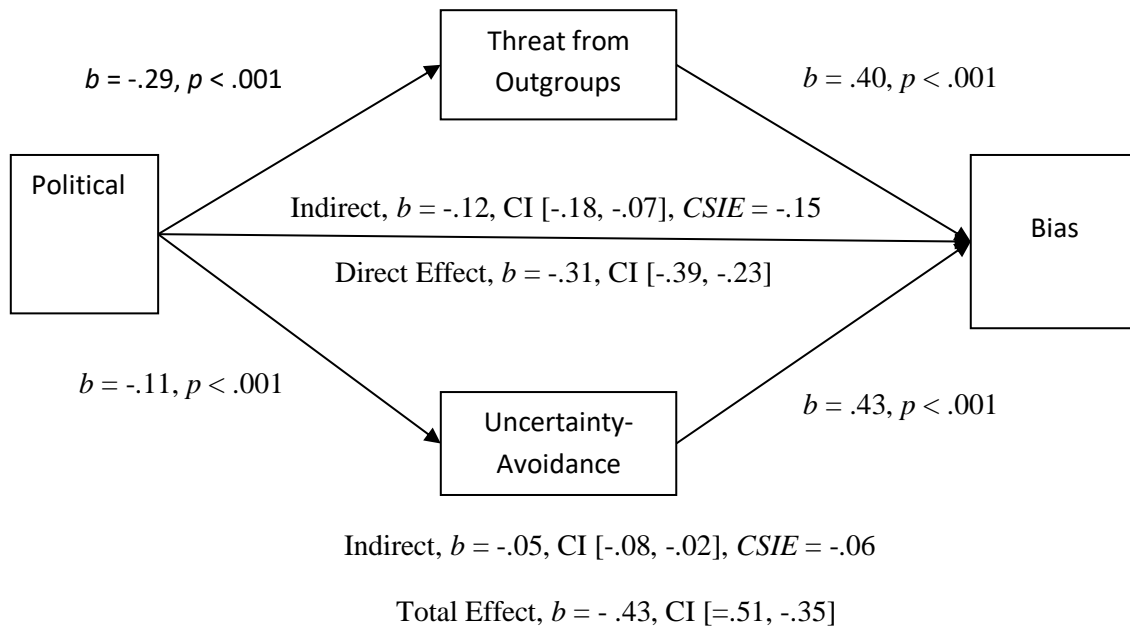 Threat from
Outgroups
b = -.29, p < .001
b = .40, p < .001
Political
Indirect, b = -.12, CI [-.18, -.07], CSIE = -.15
Bias
Direct Effect, b = -.31, CI [-.39, -.23]
b = -.11, p < .001
b = .43, p < .001
Uncertainty-
Avoidance
Indirect, b = -.05, CI [-.08, -.02], CSIE = -.06
Total Effect, b = - .43, CI [=.51, -.35]